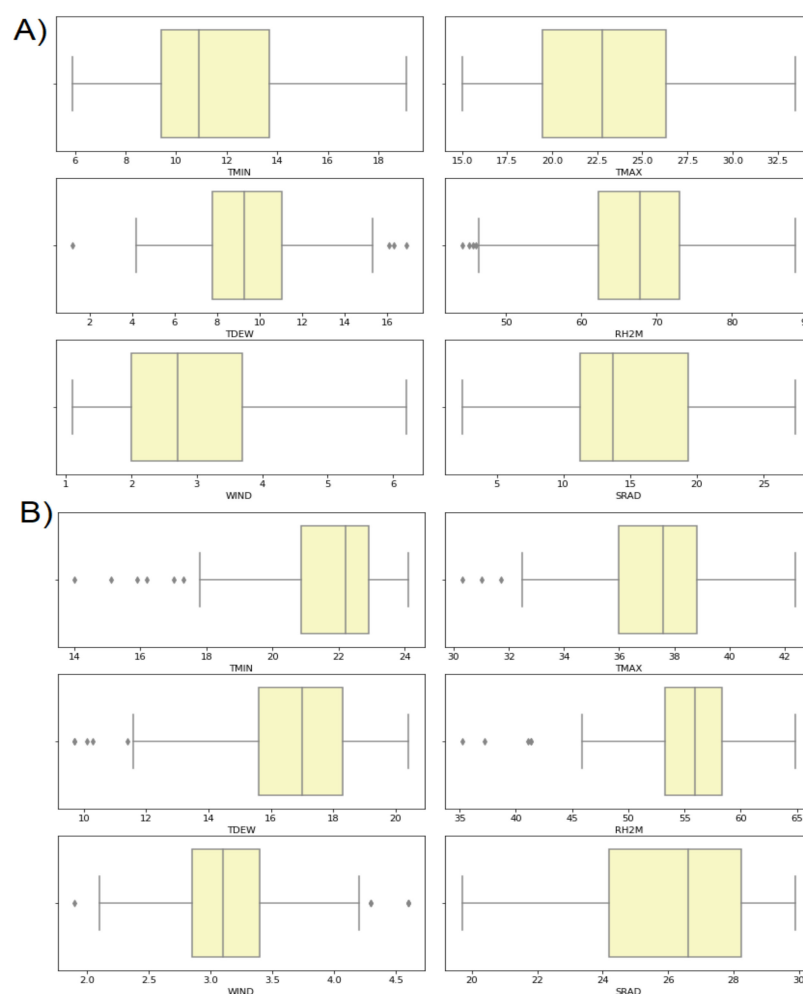 A)
6 8 10 12 14 16 18
TMIN
15.0 17.5 20.0 22.5 25.0 27.5 30.0 32.5
TMAX
2 4 6 8 10 12 14 16
TDEW
50 60 70 80
RH2M
1 2 3 4 5 6
WIND
5 10 15 20 25
SRAD
B)
14 16 18 20 22 24
TMIN
30 32 34 36 38 40 42
TMAX
10 12 14 16 18 20
TDEW
35 40 45 50 55 60 65
RH2M
2.0 2.5 3.0 3.5 4.0 4.5
WIND
20 22 24 26 28 30
SRAD